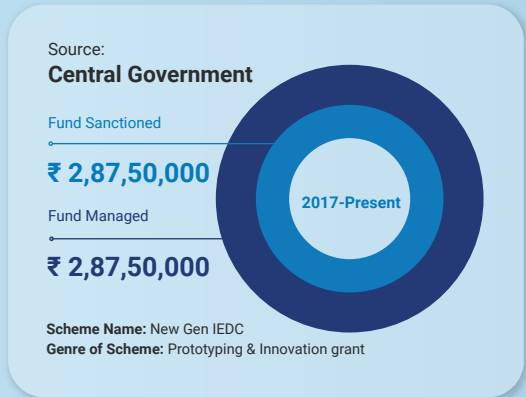 Source:
Central Government
Fund Sanctioned
₹ 2,87,50,000
Fund Managed
₹ 2,87,50,000
2017-Present
Scheme Name: New Gen IEDC
Genre of Scheme: Prototyping & Innovation grant